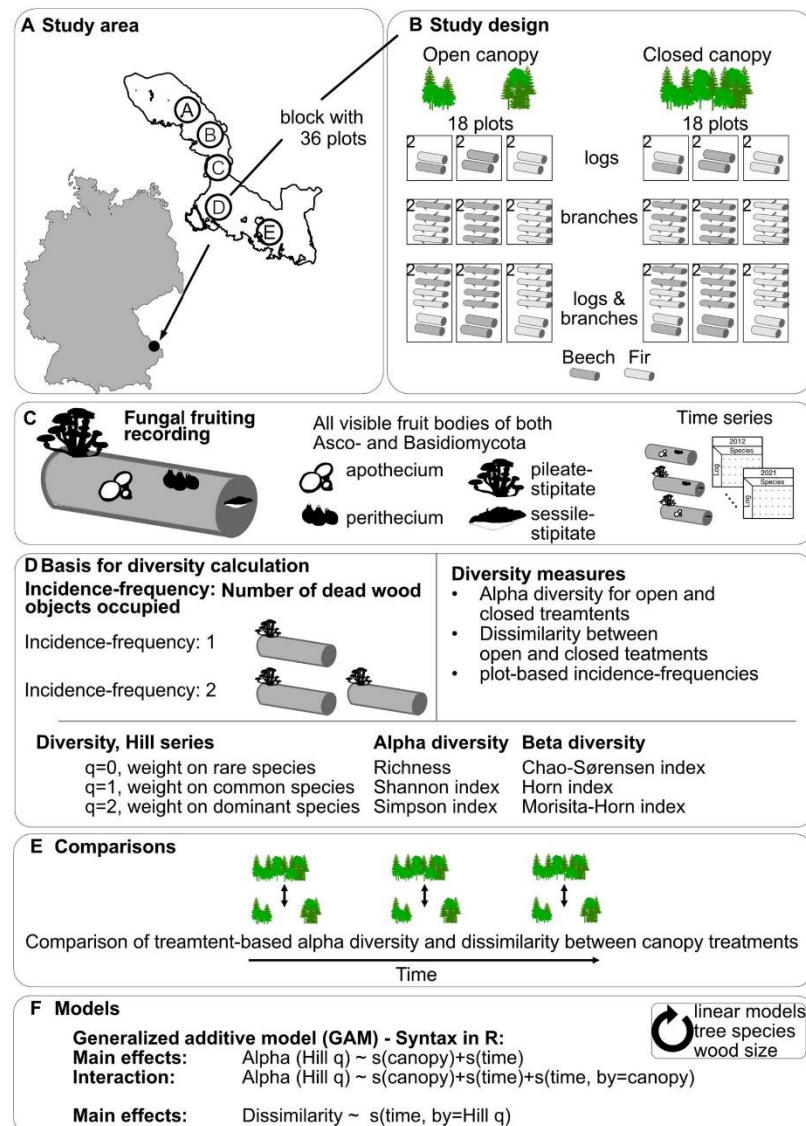 A Study area
A
B
C
D
E
block with
36 plots
B Study design
Open canopy
Closed canopy
18 plots
18 plots
2 2 2
logs
2 2 2
2 2 2
branches
2 2 2
2 2 2
logs &
branches
2 2 2
Beech Fir
C
Fungal fruiting
recording
All visible fruit bodies of both
Asco- and Basidiomycota
apothecium
pileate-
stipitate
perithecium
sessile-
stipitate
Time series
2012
Species
Log
2021
Species
Log
D Basis for diversity calculation
Incidence-frequency: Number of dead wood
objects occupied
Incidence-frequency: 1
Incidence-frequency: 2
Diversity measures
• Alpha diversity for open and
closed treamtents
• Dissimilarity between
open and closed teatments
• plot-based incidence-frequencies
Diversity, Hill series Alpha diversity Beta diversity
q=0, weight on rare species Richness Chao-Sørensen index
q=1, weight on common species Shannon index Horn index
q=2, weight on dominant species Simpson index Morisita-Horn index
E Comparisons
Comparison of treamtent-based alpha diversity and dissimilarity between canopy treatments
Time
F Models
linear models
tree species
wood size
Generalized additive model (GAM) - Syntax in R:
Main effects: Alpha (Hill q) ~ s(canopy)+s(time)
Interaction: Alpha (Hill q) ~ s(canopy)+s(time)+s(time, by=canopy)
Main effects: Dissimilarity ~ s(time, by=Hill q)